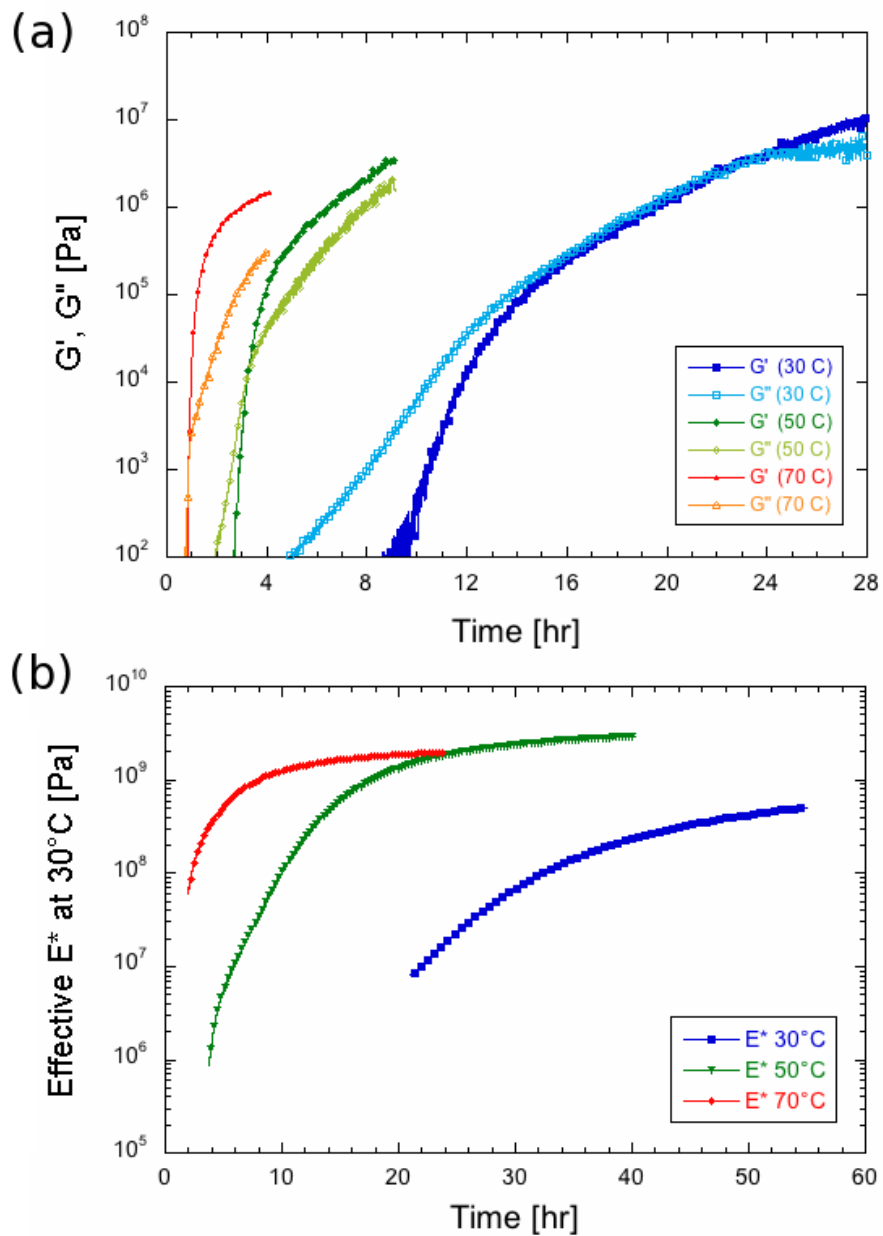 (a)
10^8
10^7
10^6
10^5
10^4
10^3
10^2
G', G" [Pa]
G' (30 C)
G" (30 C)
G' (50 C)
G" (50 C)
G' (70 C)
G" (70 C)
0 4 8 12 16 20 24 28
Time [hr]
(b)
10^10
10^9
10^8
10^7
10^6
10^5
Effective E* at 30°C [Pa]
E* 30°C
E* 50°C
E* 70°C
0 10 20 30 40 50 60
Time [hr]